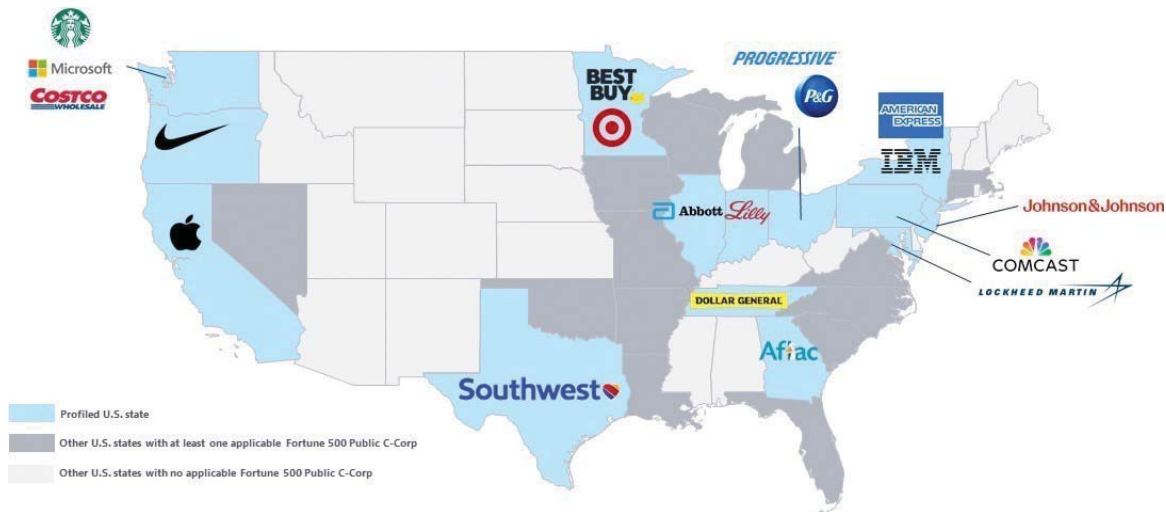 Microsoft
COSTCO
WHOLESALE
BEST
BUY
PROGRESSIVE
P&G
AMERICAN
EXPRESS
IBM
Abbott
Lilly
Johnson&Johnson
COMCAST
LOCKHEED MARTIN
DOLLAR GENERAL
Aflac
Southwest
Profiled U.S. state
Other U.S. states with at least one applicable Fortune 500 Public C-Corp
Other U.S. states with no applicable Fortune 500 Public C-Corp